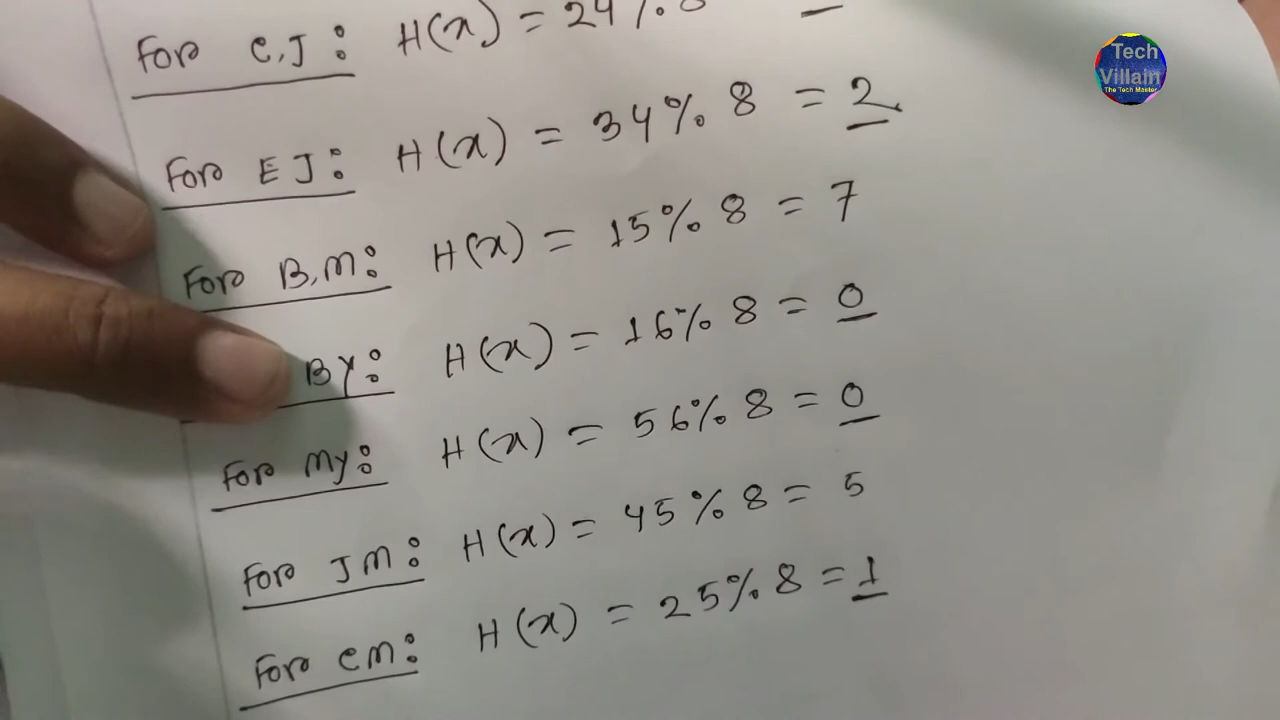 For C,J: H(x) = 24%8
For EJ: H(x) = 34%8 = 2
For B,M: H(x) = 15%8 = 7
BY: H(x) = 16%8 = 0
For My: H(x) = 56%8 = 0
For JM: H(x) = 45%8 = 5
For CM: H(x) = 25%8 = 1
Tech
Villain
The Tech Master